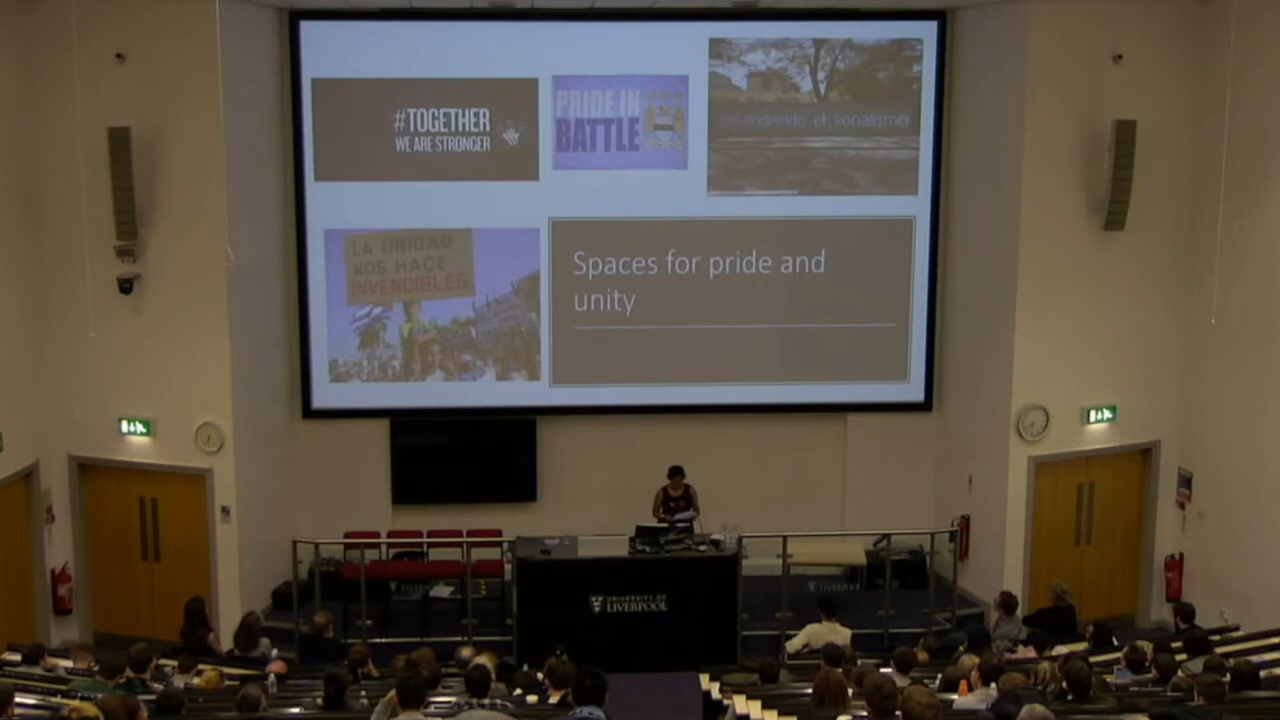 #TOGETHER
WE ARE STRONGER
PRIDE IN
BATTLE
el socialismo
LA UNIDAD
NOS HACE
INVENCIBLES
Spaces for pride and
unity
UNIVERSITY OF
LIVERPOOL
LIVERPOOL